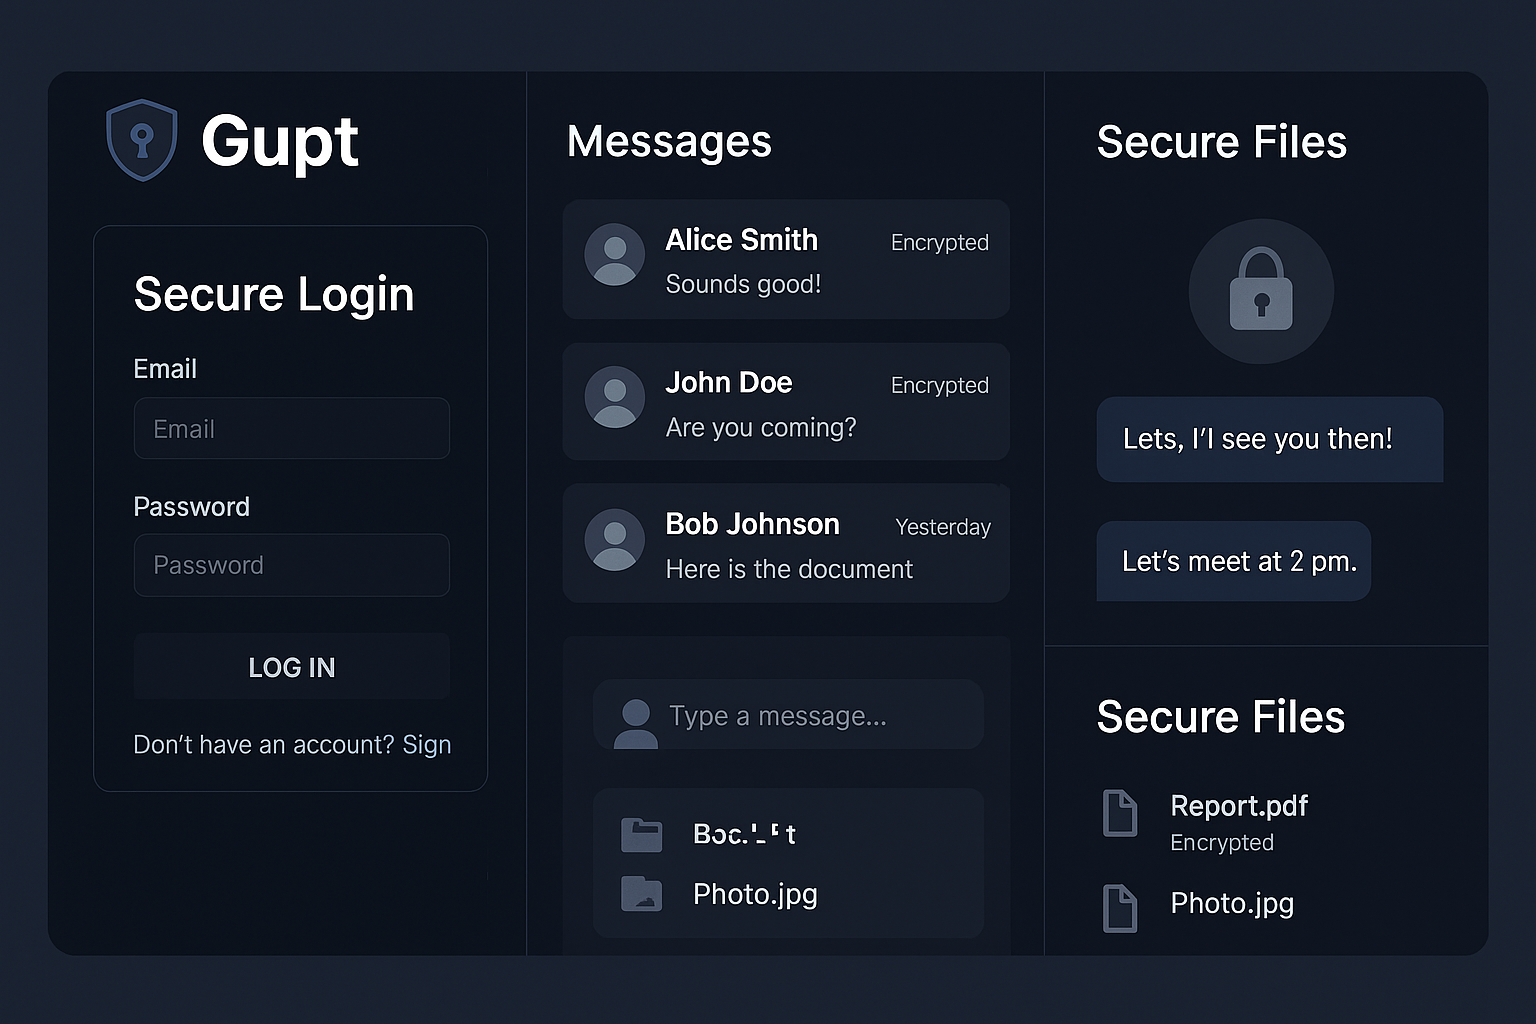 Gupt
Secure Login
Email
Email
Password
Password
LOG IN
Don't have an account? Sign
Messages
Alice Smith
Encrypted
Sounds good!
John Doe
Encrypted
Are you coming?
Bob Johnson
Yesterday
Here is the document
Type a message...
Photo.jpg
Secure Files
Lets, I'l see you then!
Let's meet at 2 pm.
Secure Files
Report.pdf
Encrypted
Photo.jpg